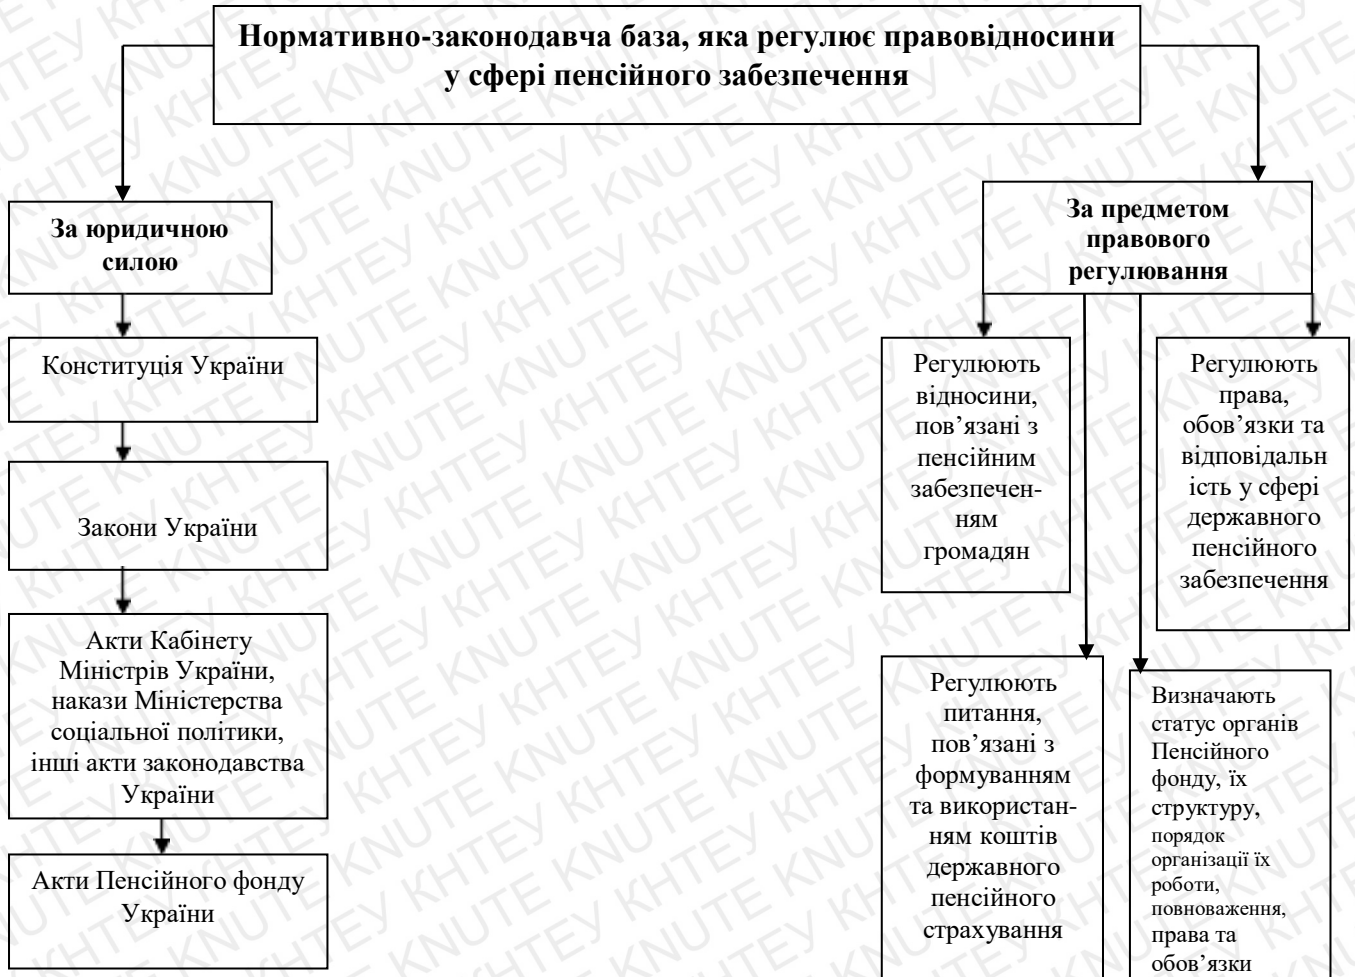 Нормативно-законодавча база, яка регулює правовідносини
у сфері пенсійного забезпечення
За юридичною
силою
Конституція України
Закони України
Акти Кабінету
Міністрів України,
накази Міністерства
соціальної політики,
інші акти законодавства
України
Акти Пенсійного фонду
України
За предметом
правового
регулювання
Регулюють
відносини,
пов’язані з
пенсійним
забезпечен-
ням
громадян
Регулюють
права,
обов’язки та
відповідальн
ість у сфері
державного
пенсійного
забезпечення
Регулюють
питання,
пов’язані з
формуванням
та використан-
ням коштів
державного
пенсійного
страхування
Визначають
статус органів
Пенсійного
фонду, їх
структуру,
порядок
організації їх
роботи,
повноваження,
права та
обов’язки